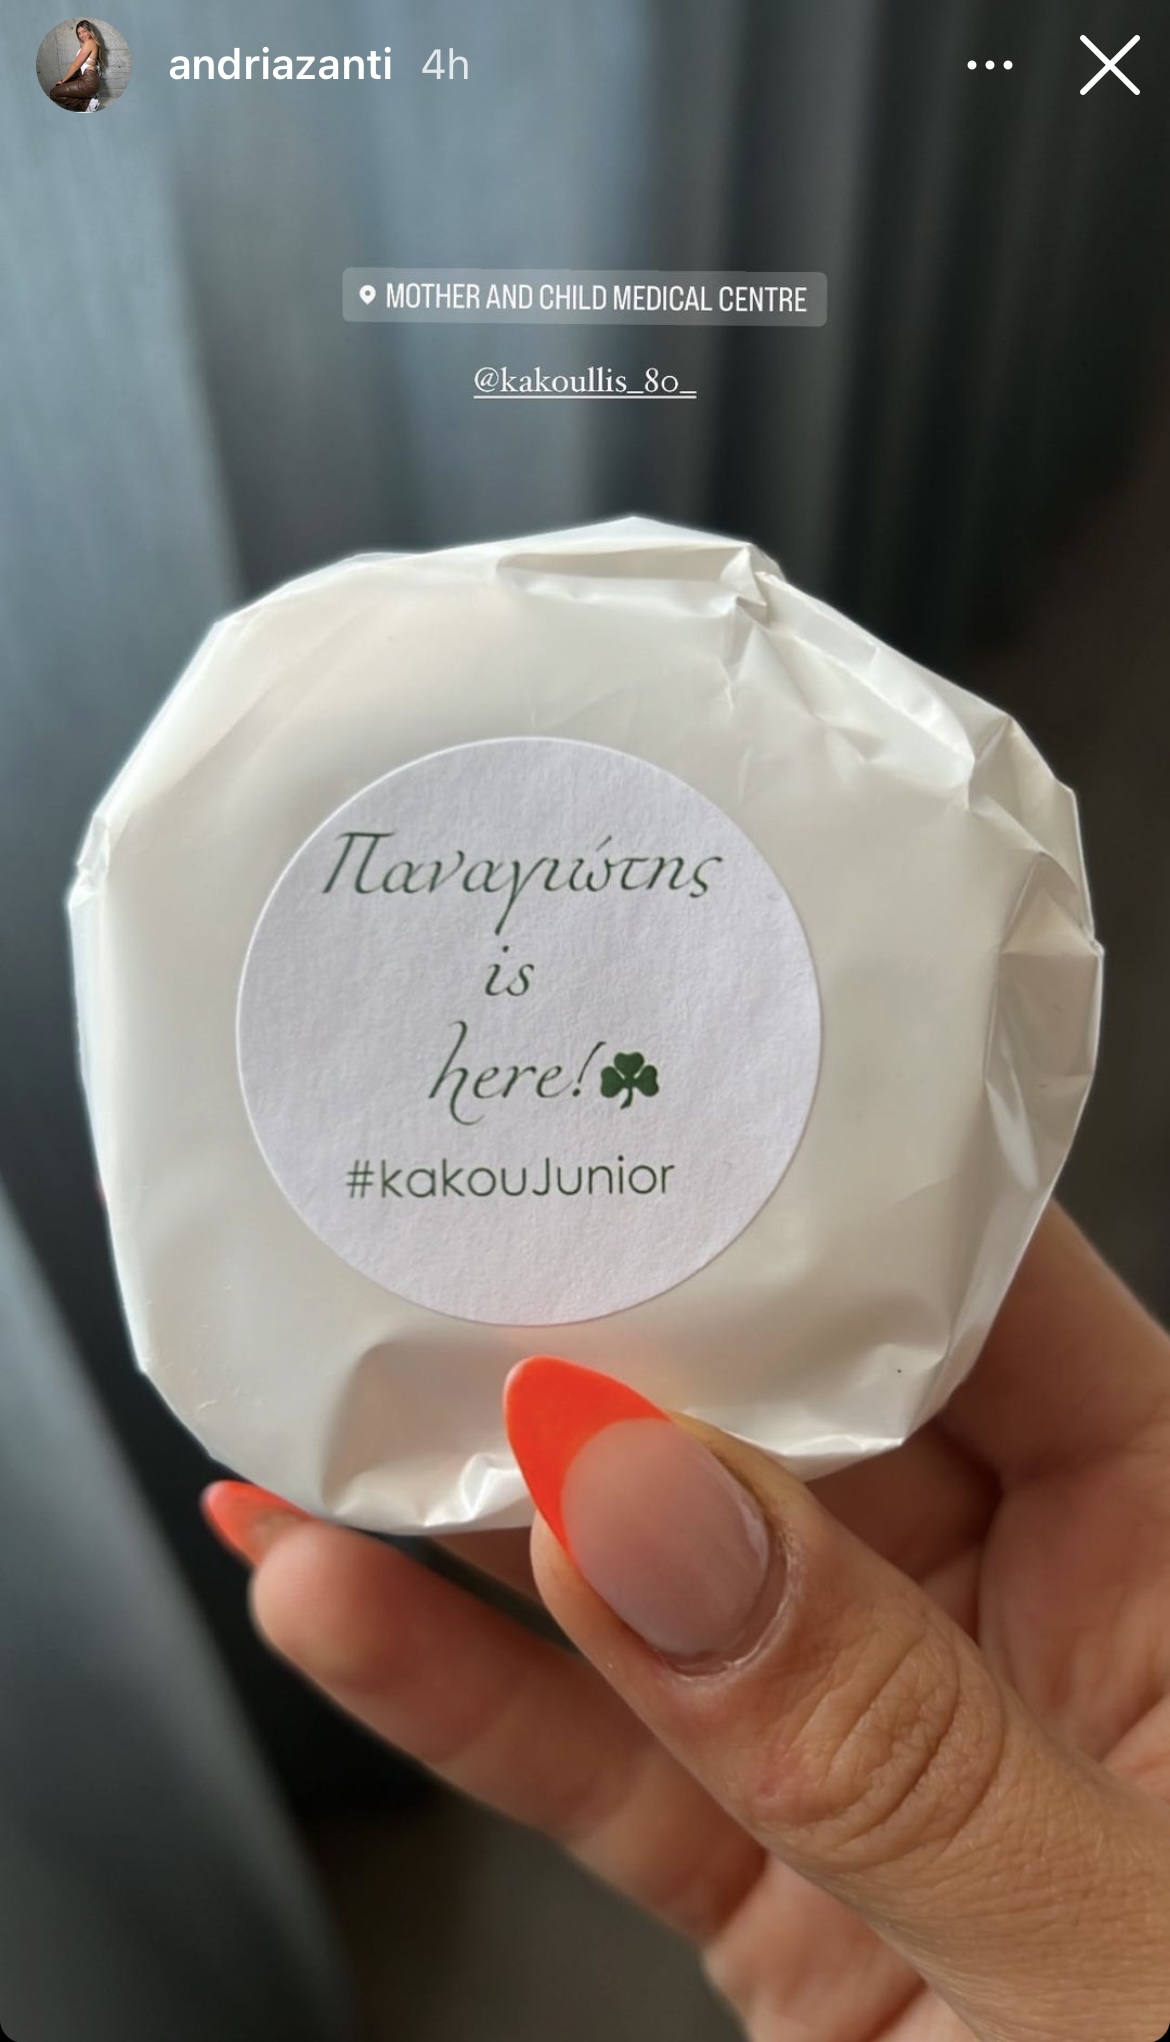 andriazanti 4h
MOTHER AND CHILD MEDICAL CENTRE
@kakoullis_80_
Παναγιώτης
is
here!☘
#kakouJunior